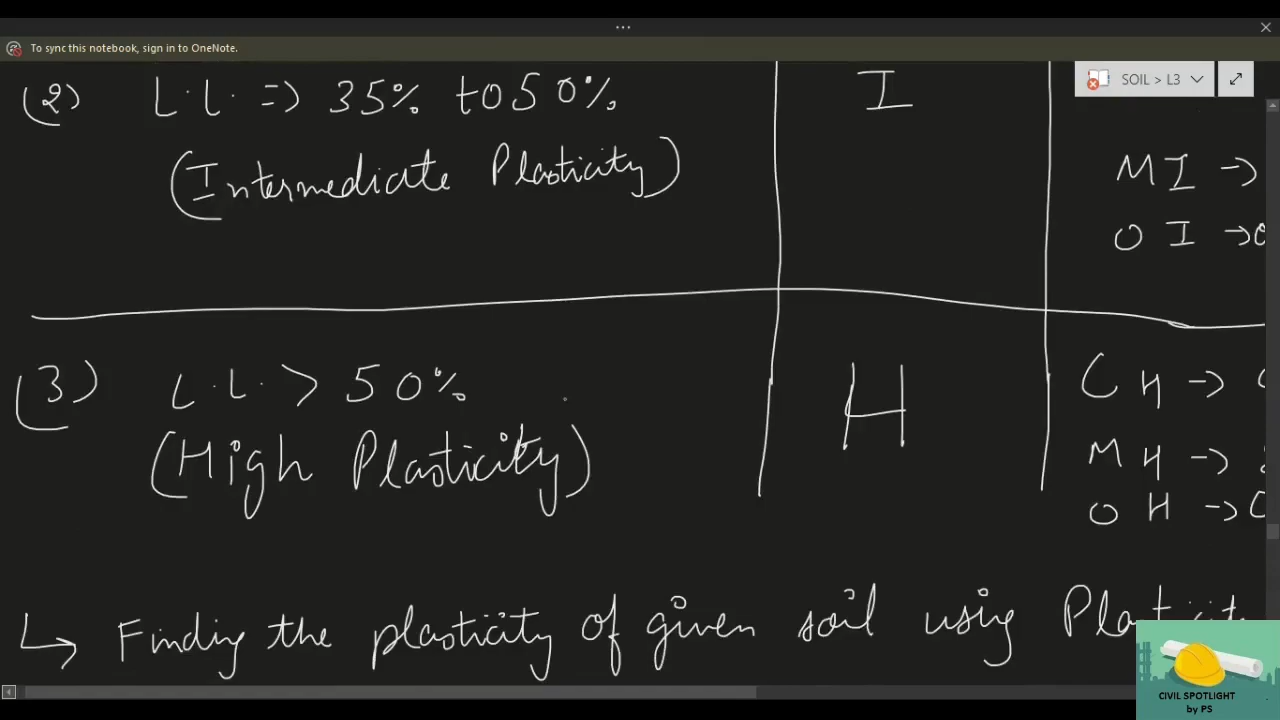 To sync this notebook, sign in to OneNote.
SOIL > L3
(2) L.L. => 35% to 50%
I
(Intermediate Plasticity)
MI →
OI →
(3) L.L. > 50%
H
CH →
(High Plasticity)
MH →
OH →
↳ Finding the plasticity of given soil using Plasticit
CIVIL SPOTLIGHT
by PS